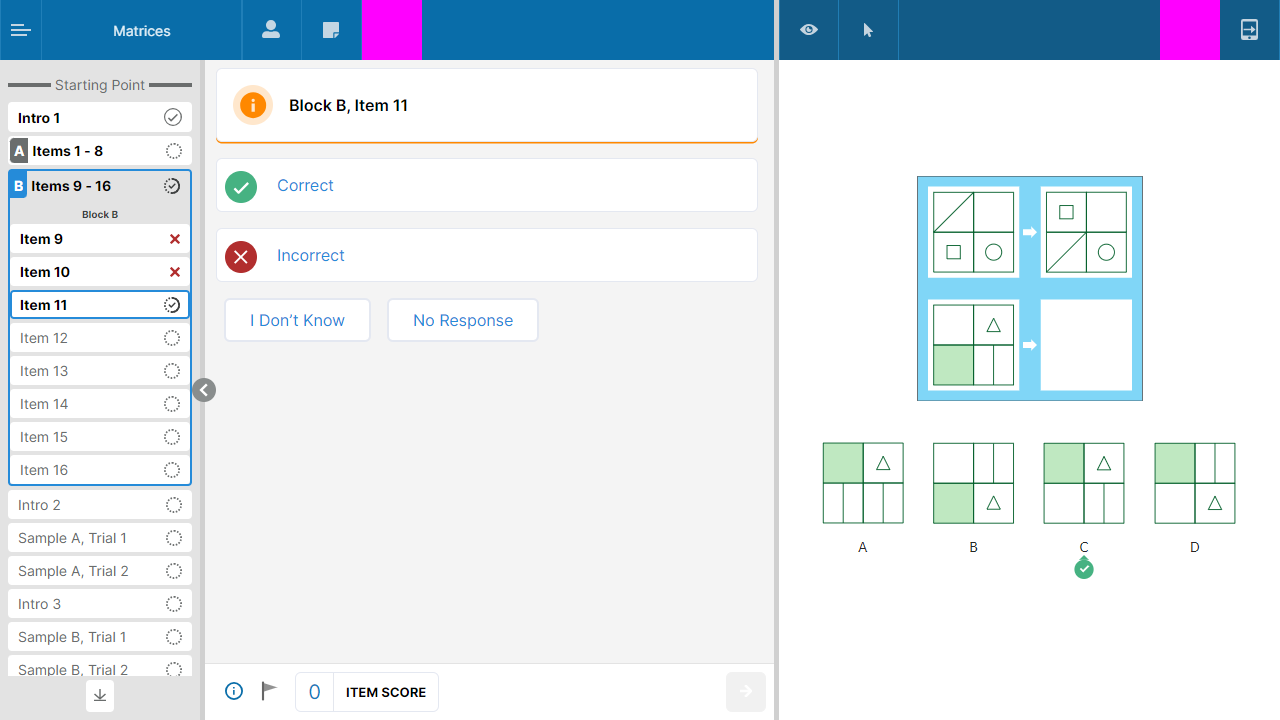 Matrices
Starting Point
Intro 1
A Items 1 - 8
B Items 9 - 16
Block B
Item 9
Item 10
Item 11
Item 12
Item 13
Item 14
Item 15
Item 16
Intro 2
Sample A, Trial 1
Sample A, Trial 2
Intro 3
Sample B, Trial 1
Sample B, Trial 2
Block B, Item 11
Correct
Incorrect
I Don’t Know No Response
0 ITEM SCORE
A B C D